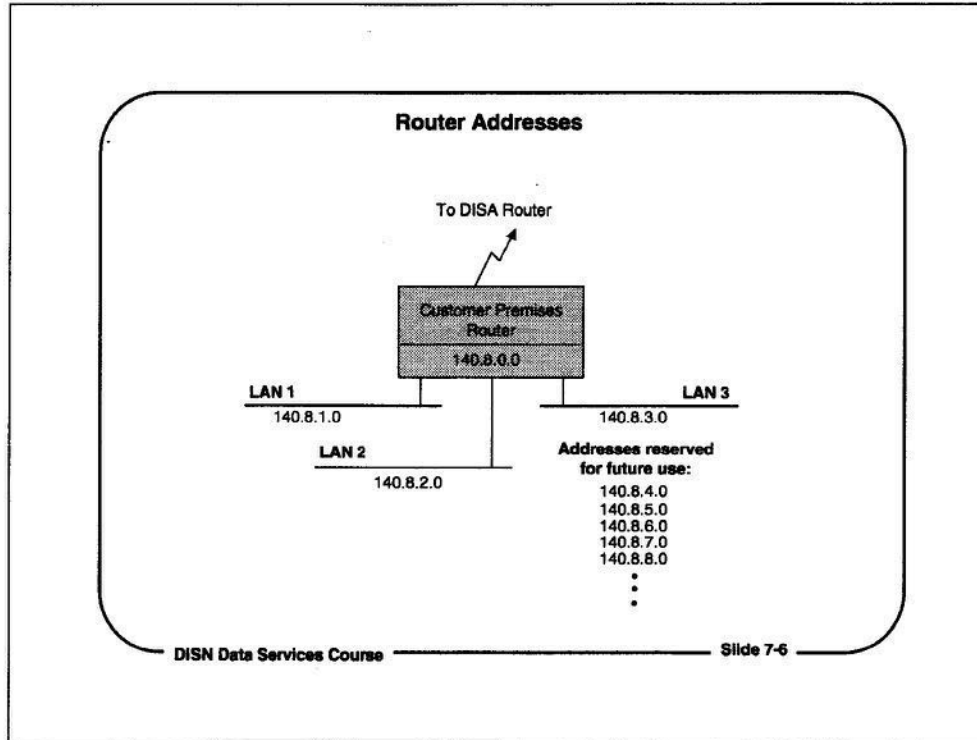 Router Addresses
To DISA Router
Customer Premises
Router
140.8.0.0
LAN 1
140.8.1.0
LAN 2
140.8.2.0
LAN 3
140.8.3.0
Addresses reserved
for future use:
140.8.4.0
140.8.5.0
140.8.6.0
140.8.7.0
140.8.8.0
DISN Data Services Course
Slide 7-6